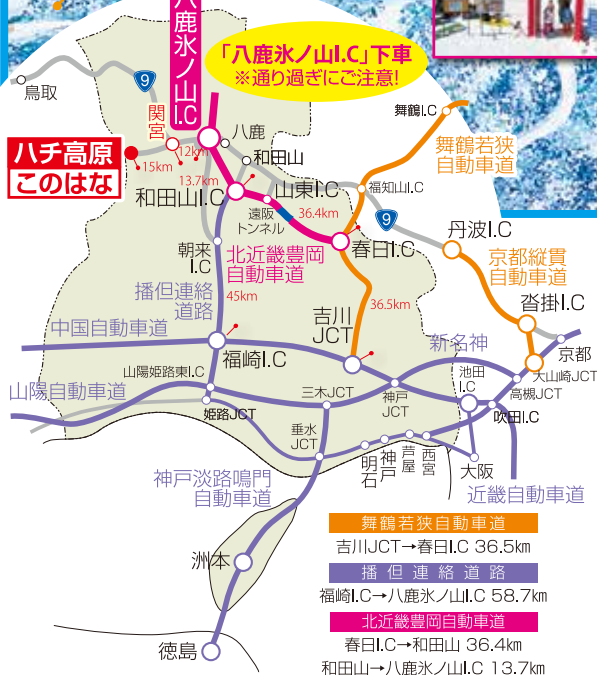 八鹿氷ノ山I.C
「八鹿氷ノ山I.C」下車
※通り過ぎにご注意!
9
鳥取
関宮
八鹿
和田山
12km
15km
13.7km
ハチ高原
このはな
和田山I.C
山東I.C
遠阪
トンネル
36.4km
舞鶴I.C
舞鶴若狭
自動車道
福知山I.C
9
丹波I.C
春日I.C
京都縦貫
自動車道
朝来
I.C
北近畿豊岡
自動車道
播但連絡
道路
45km
36.5km
沓掛I.C
吉川
JCT
中国自動車道
新名神
京都
福崎I.C
大山崎JCT
池田
I.C
高槻JCT
山陽姫路東I.C
山陽自動車道
三木JCT
神戸
JCT
姫路JCT
吹田I.C
垂水
JCT
明石
神戸
芦屋
西宮
大阪
神戸淡路鳴門
自動車道
近畿自動車道
洲本
徳島
舞鶴若狭自動車道
吉川JCT→春日I.C 36.5km
播但連絡道路
福崎I.C→八鹿氷ノ山I.C 58.7km
北近畿豊岡自動車道
春日I.C→和田山 36.4km
和田山→八鹿氷ノ山I.C 13.7km